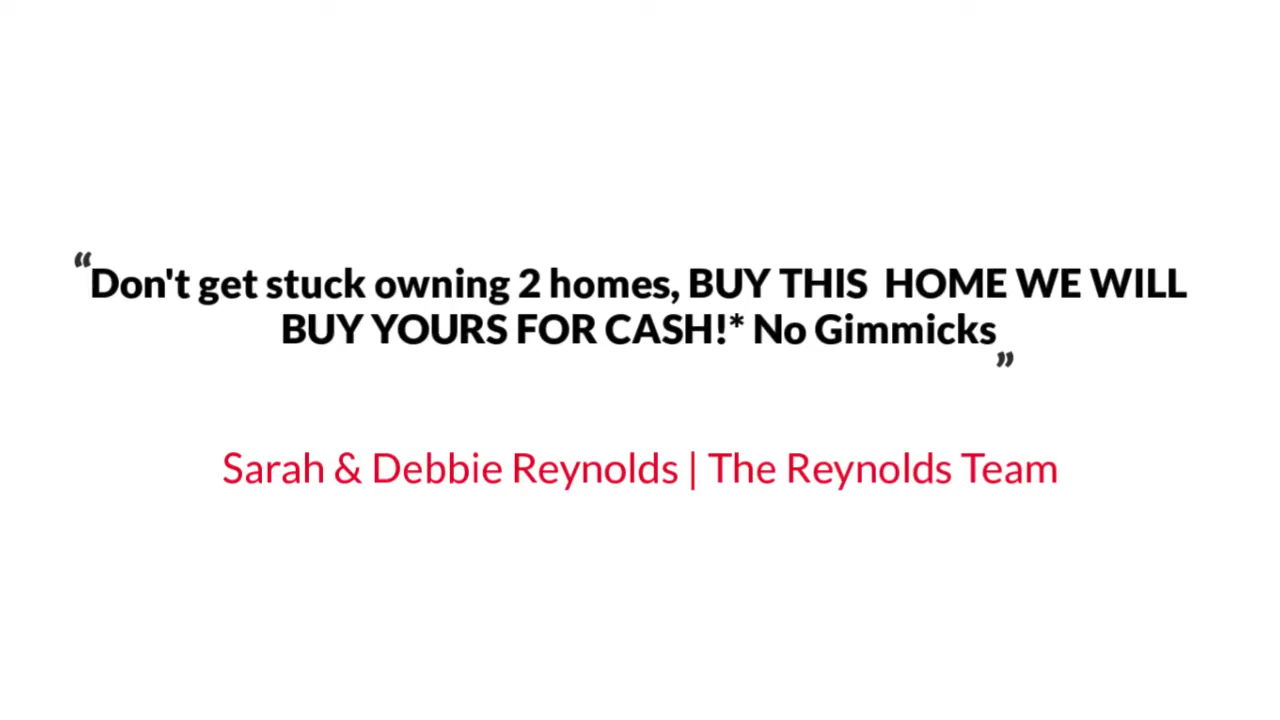 “Don't get stuck owning 2 homes, BUY THIS  HOME WE WILL
BUY YOURS FOR CASH!* No Gimmicks”
Sarah & Debbie Reynolds | The Reynolds Team